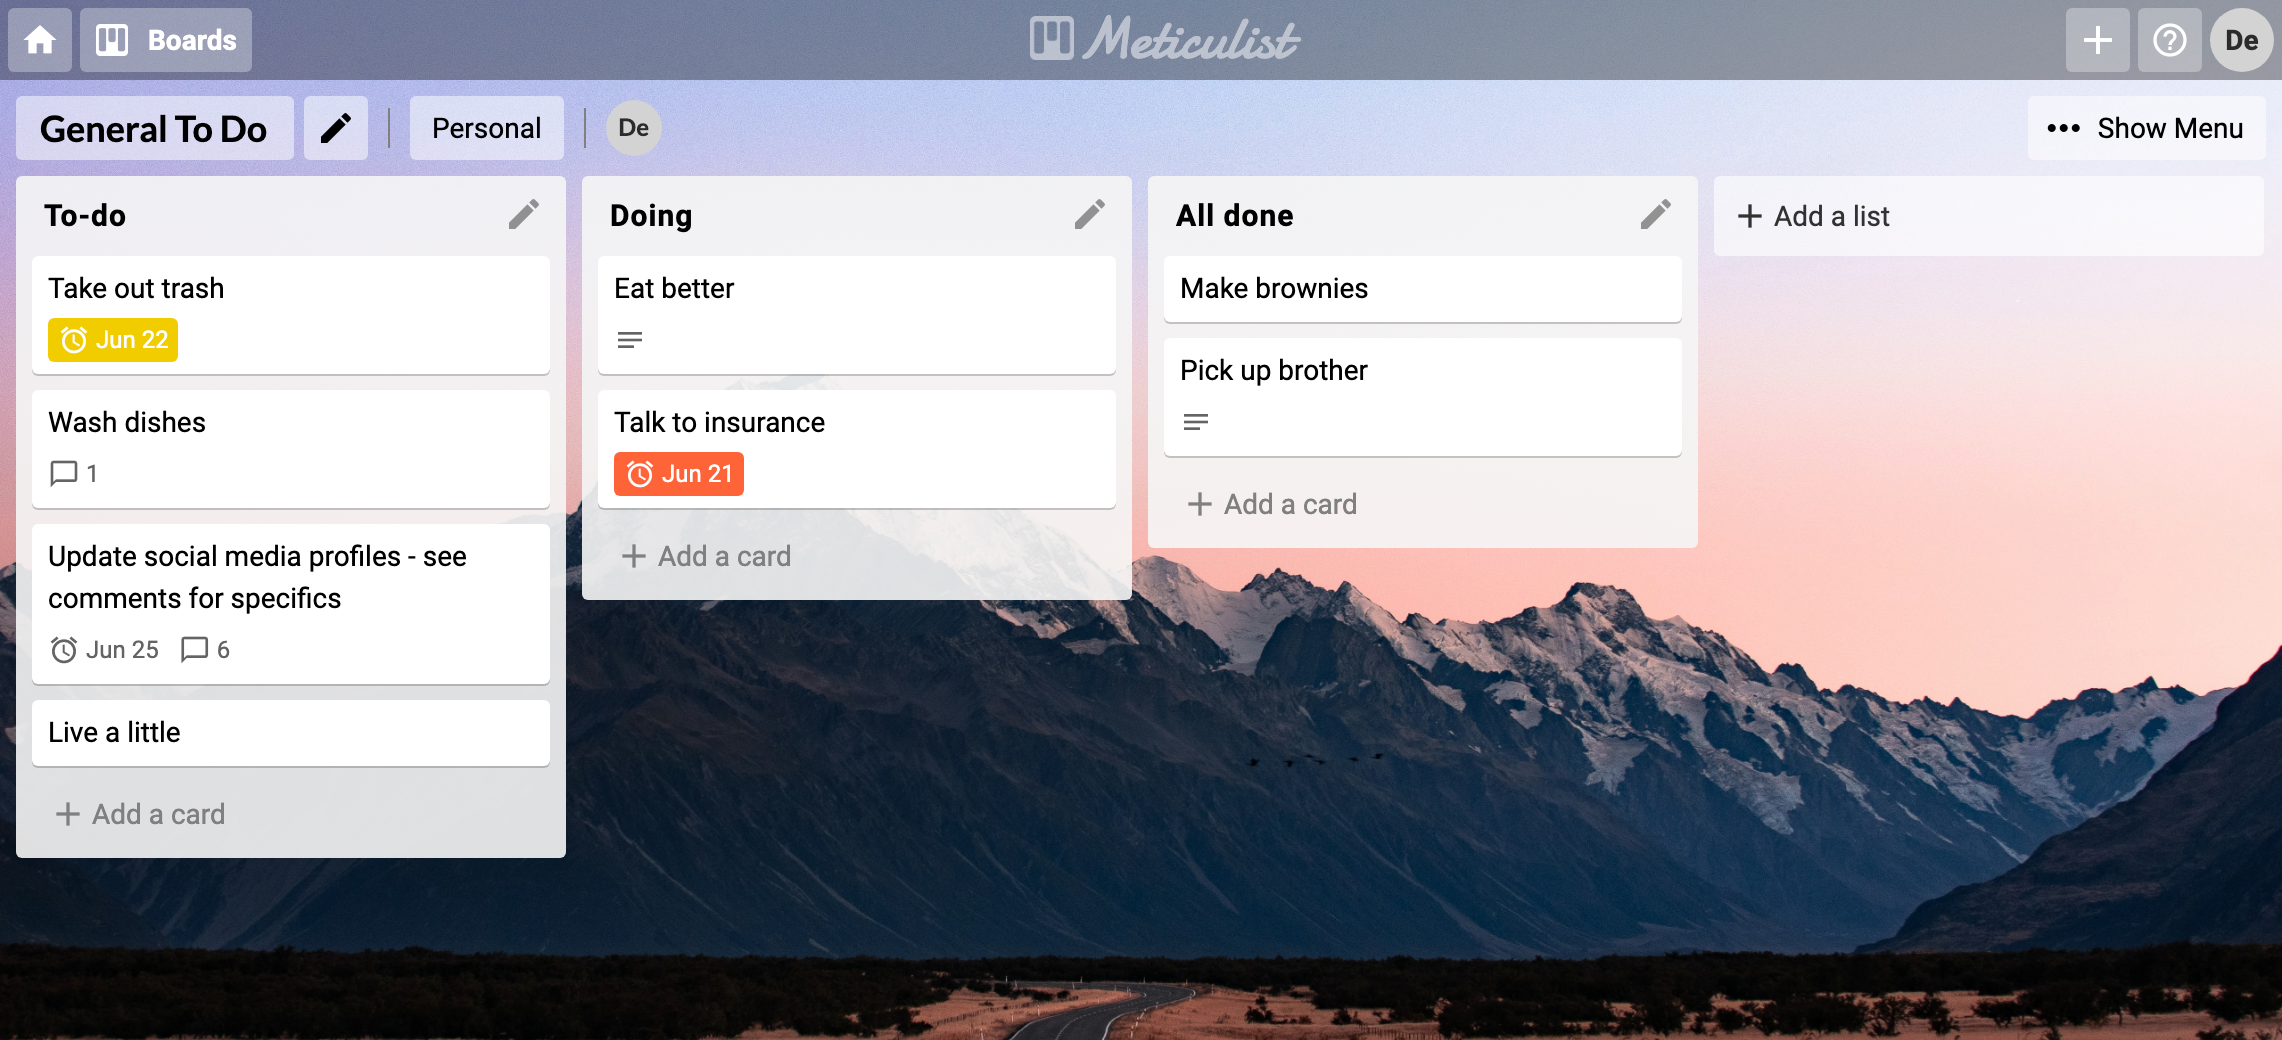 Boards
Meticulist
De
General To Do
Personal
De
Show Menu
To-do
Take out trash
Jun 22
Wash dishes
1
Update social media profiles - see
comments for specifics
Jun 25 6
Live a little
Add a card
Doing
Eat better
Talk to insurance
Jun 21
Add a card
All done
Make brownies
Pick up brother
Add a card
Add a list